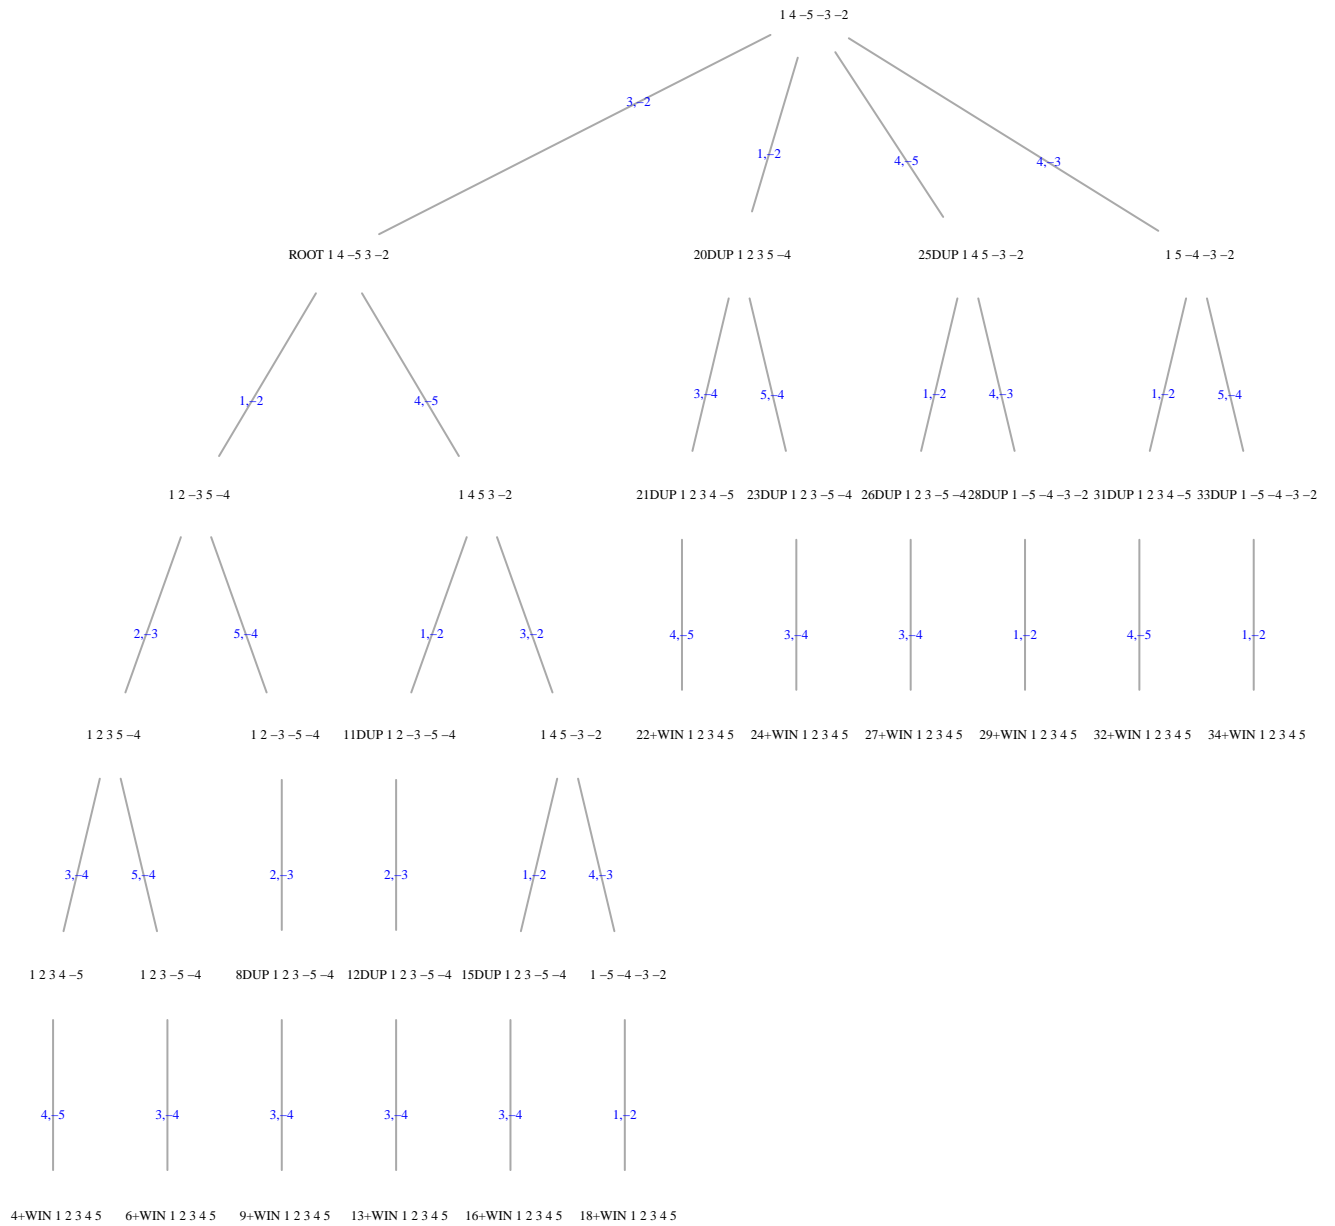 1 4 −5 −3 −2
3,−2
1,−2
4,−5
4,−3
ROOT 1 4 −5 3 −2
20DUP 1 2 3 5 −4
25DUP 1 4 5 −3 −2
1 5 −4 −3 −2
1,−2
4,−5
3,−4
5,−4
1,−2
4,−3
1,−2
5,−4
1 2 −3 5 −4
1 4 5 3 −2
21DUP 1 2 3 4 −5
23DUP 1 2 3 −5 −4
26DUP 1 2 3 −5 −4
28DUP 1 −5 −4 −3 −2
31DUP 1 2 3 4 −5
33DUP 1 −5 −4 −3 −2
2,−3
5,−4
1,−2
3,−2
4,−5
3,−4
3,−4
1,−2
4,−5
1,−2
1 2 3 5 −4
1 2 −3 −5 −4
11DUP 1 2 −3 −5 −4
1 4 5 −3 −2
22+WIN 1 2 3 4 5
24+WIN 1 2 3 4 5
27+WIN 1 2 3 4 5
29+WIN 1 2 3 4 5
32+WIN 1 2 3 4 5
34+WIN 1 2 3 4 5
3,−4
5,−4
2,−3
2,−3
1,−2
4,−3
1 2 3 4 −5
1 2 3 −5 −4
8DUP 1 2 3 −5 −4
12DUP 1 2 3 −5 −4
15DUP 1 2 3 −5 −4
1 −5 −4 −3 −2
4,−5
3,−4
3,−4
3,−4
3,−4
1,−2
4+WIN 1 2 3 4 5
6+WIN 1 2 3 4 5
9+WIN 1 2 3 4 5
13+WIN 1 2 3 4 5
16+WIN 1 2 3 4 5
18+WIN 1 2 3 4 5